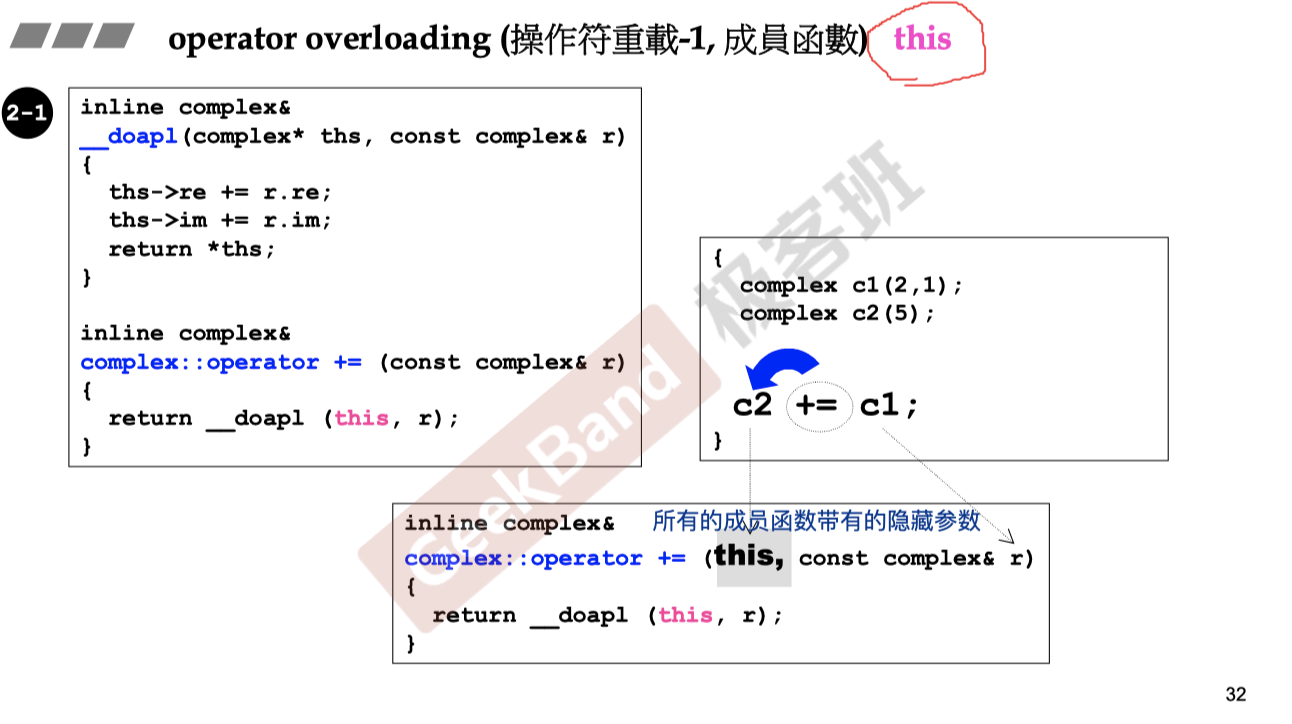 operator overloading (操作符重載-1, 成員函數) this
2-1
inline complex&
__doapl(complex* ths, const complex& r)
{
  ths->re += r.re;
  ths->im += r.im;
  return *ths;
}
inline complex&
complex::operator += (const complex& r)
{
  return __doapl (this, r);
}
{
  complex c1(2,1);
  complex c2(5);
c2 += c1;
}
inline complex& 所有的成员函数带有的隐藏参数
complex::operator += (this, const complex& r)
{
  return __doapl (this, r);
}
GeekBand 极客班
32